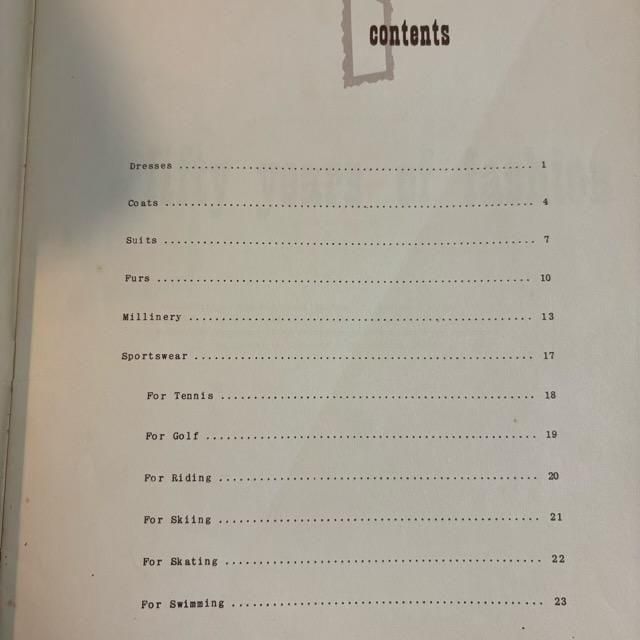 contents
Dresses .................................................. 1
Coats .................................................... 4
Suits .................................................... 7
Furs ..................................................... 10
Millinery ................................................ 13
Sportswear ............................................... 17
For Tennis ............................................... 18
For Golf ................................................. 19
For Riding ............................................... 20
For Skiing ............................................... 21
For Skating .............................................. 22
For Swimming ............................................. 23